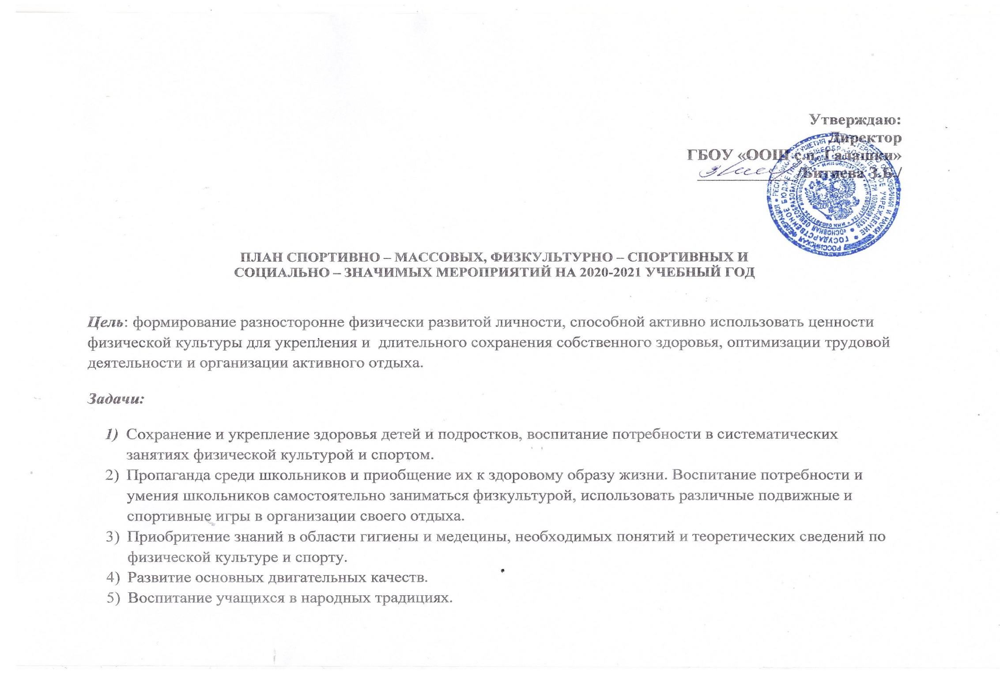 Утверждаю:
Директор
ГБОУ «ООШ с.п. Галашки»
/Битиева З.Б./
ПЛАН СПОРТИВНО – МАССОВЫХ, ФИЗКУЛЬТУРНО – СПОРТИВНЫХ И
СОЦИАЛЬНО – ЗНАЧИМЫХ МЕРОПРИЯТИЙ НА 2020-2021 УЧЕБНЫЙ ГОД
Цель: формирование разносторонне физически развитой личности, способной активно использовать ценности
физической культуры для укрепления и длительного сохранения собственного здоровья, оптимизации трудовой
деятельности и организации активного отдыха.
Задачи:
1) Сохранение и укрепление здоровья детей и подростков, воспитание потребности в систематических
занятиях физической культурой и спортом.
2) Пропаганда среди школьников и приобщение их к здоровому образу жизни. Воспитание потребности и
умения школьников самостоятельно заниматься физкультурой, использовать различные подвижные и
спортивные игры в организации своего отдыха.
3) Приобритение знаний в области гигиены и медецины, необходимых понятий и теоретических сведений по
физической культуре и спорту.
4) Развитие основных двигательных качеств.
5) Воспитание учащихся в народных традициях.